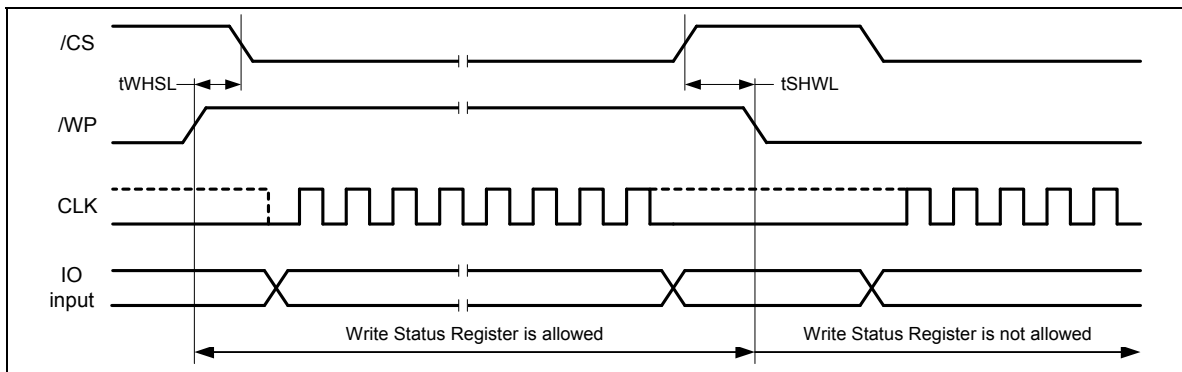 /CS
tWHSL
tSHWL
/WP
CLK
IO
input
Write Status Register is allowed
Write Status Register is not allowed